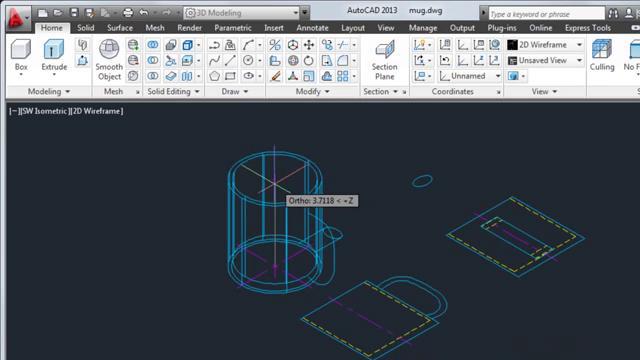 3D Modeling
AutoCAD 2013 mug.dwg
Type a keyword or phrase
Home Solid Surface Mesh Render Parametric Insert Annotate Layout View Manage Output Plug-ins Online Expres
Box
Extrude
Smooth
Object
Section
Plane
2D Wireframe
Unsaved View
Unnamed
Culling
No F
Modeling Mesh Solid Editing Draw Modify Section Coordinates View
[−][SW Isometric][2D Wireframe]
Ortho: 3.7118 < +Z